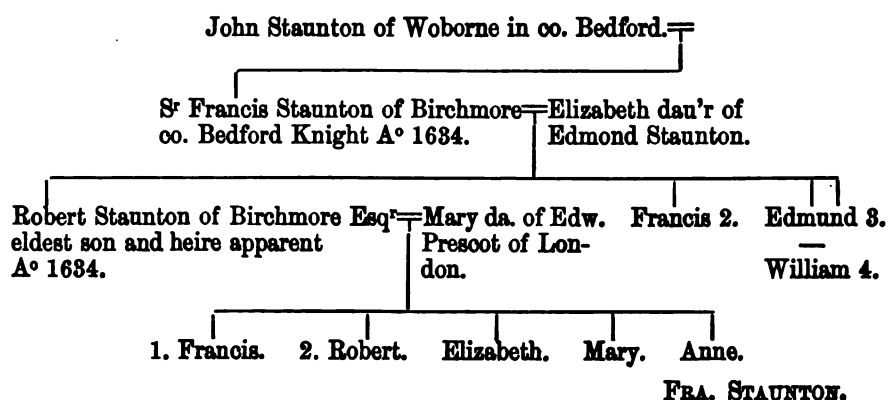 John Staunton of Woborne in co. Bedford.
Sr Francis Staunton of Birchmore
co. Bedford Knight Ao 1634.
Elizabeth dau'r of
Edmond Staunton.
Robert Staunton of Birchmore Esqr
eldest son and heire apparent
Ao 1634.
Mary da. of Edw.
Prescot of Lon-
don.
Francis 2.
Edmund 3.
William 4.
1. Francis.
2. Robert.
Elizabeth.
Mary.
Anne.
FRA. STAUNTON.